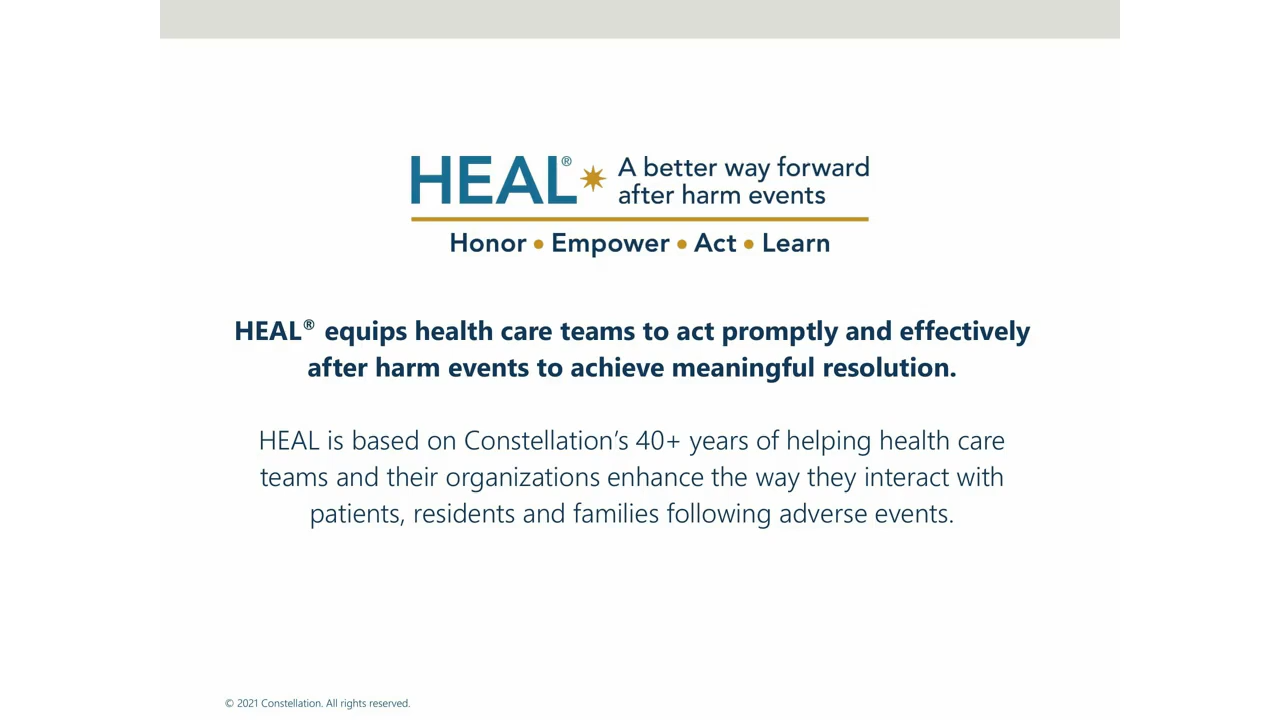 HEAL® A better way forward
after harm events
Honor • Empower • Act • Learn
HEAL® equips health care teams to act promptly and effectively
after harm events to achieve meaningful resolution.
HEAL is based on Constellation’s 40+ years of helping health care
teams and their organizations enhance the way they interact with
patients, residents and families following adverse events.
© 2021 Constellation. All rights reserved.